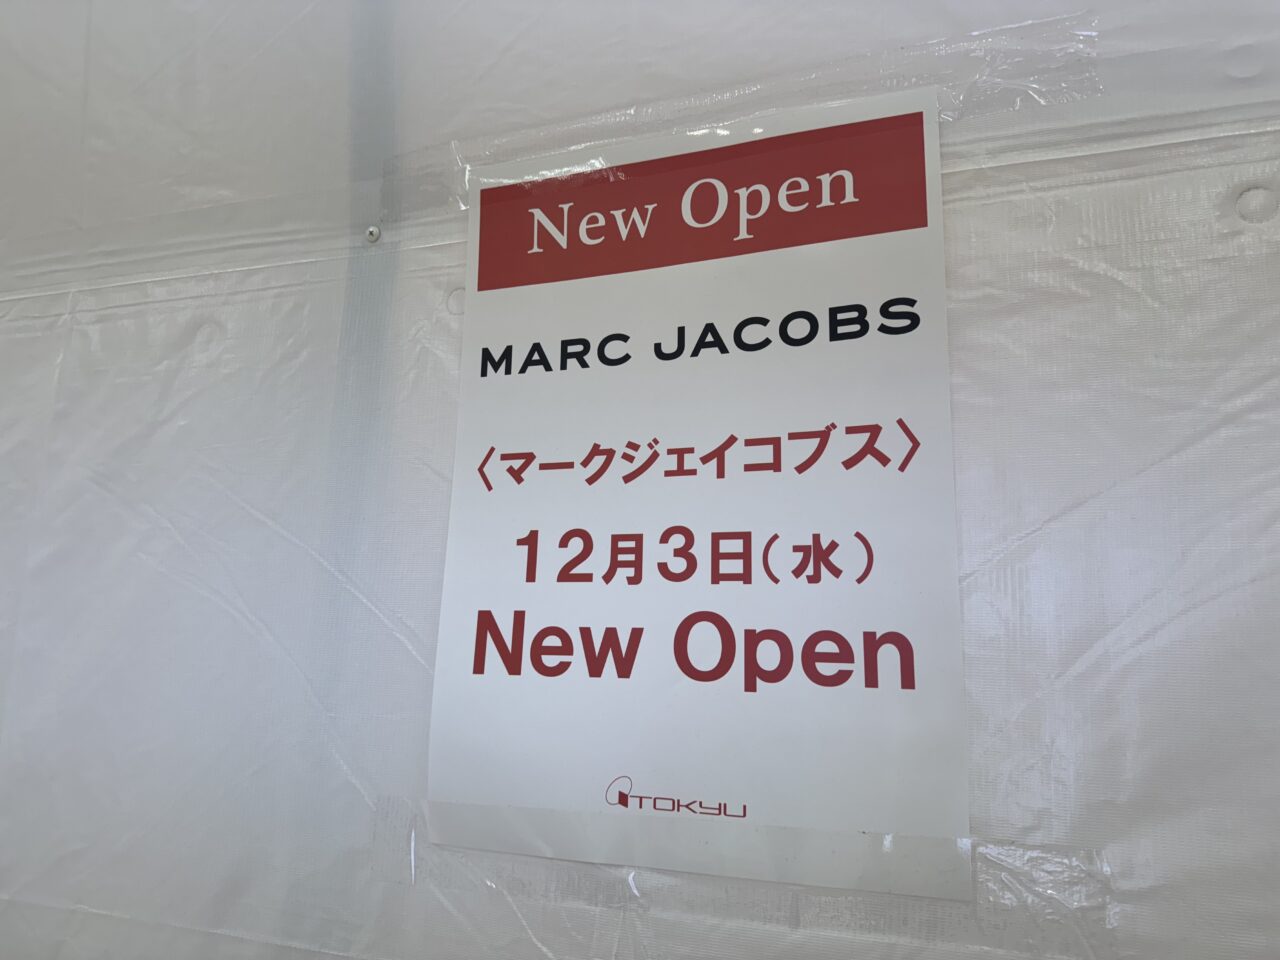 New Open
MARC JACOBS
〈マークジェイコブス〉
12月3日(水)
New Open
TOKYU